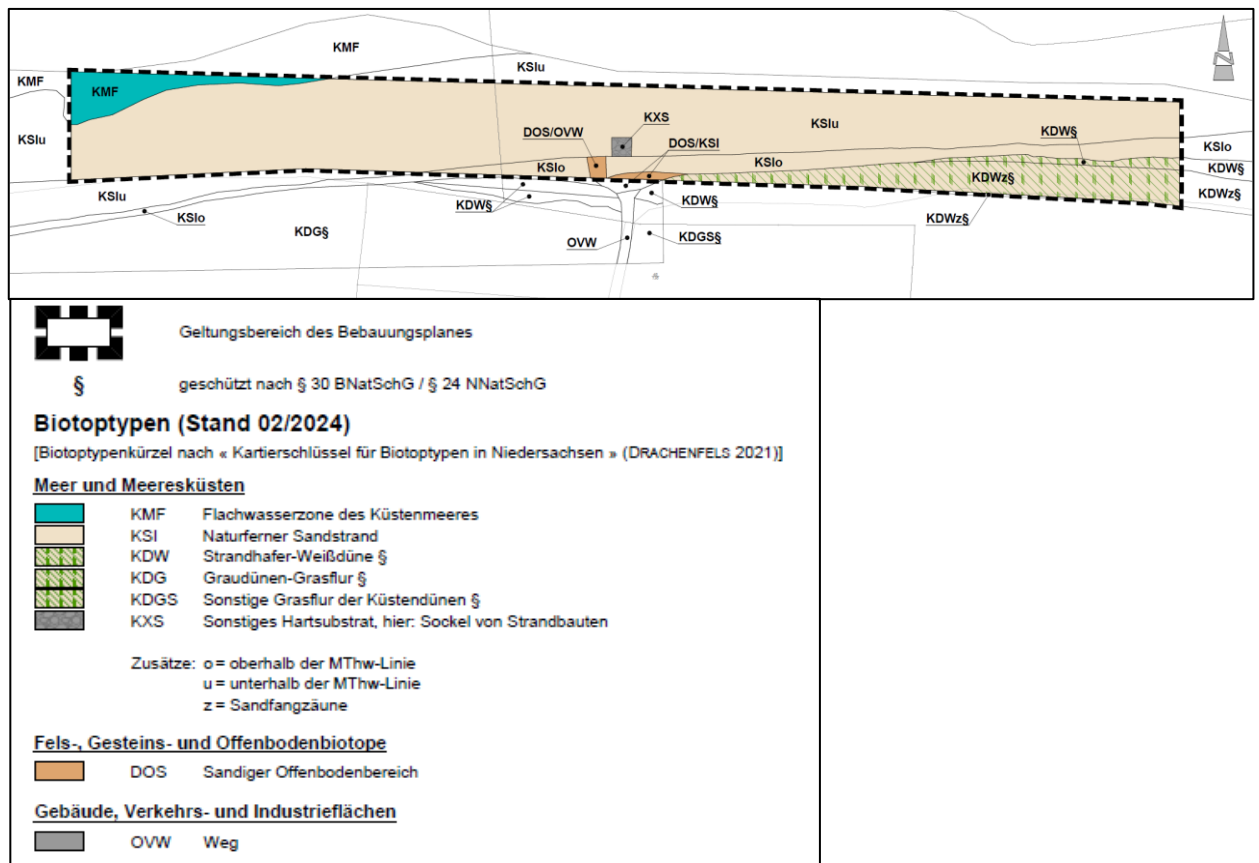 KMF
KSlu
KMF
KMF
KMF
KXS
KSlu
DOS/OVW
KDW§
DOS/KSI
KSlu
KSlo
KSlo
KSlo
KDW§
KDWz§
KDWz§
KSlu
KDW§
KDW§
KDWz§
KSlo
KDG§
OVW
KDGS§
Geltungsbereich des Bebauungsplanes
§ geschützt nach § 30 BNatSchG / § 24 NNatSchG
Biotoptypen (Stand 02/2024)
[Biotoptypenkürzel nach « Kartierschlüssel für Biotoptypen in Niedersachsen » (DRACHENFELS 2021)]
Meer und Meeresküsten
KMF Flachwasserzone des Küstenmeeres
KSI Naturferner Sandstrand
KDW Strandhafer-Weißdüne §
KDG Graudünen-Grasflur §
KDGS Sonstige Grasflur der Küstendünen §
KXS Sonstiges Hartsubstrat, hier: Sockel von Strandbauten
Zusätze: o = oberhalb der MThw-Linie
u = unterhalb der MThw-Linie
z = Sandfangzäune
Fels-, Gesteins- und Offenbodenbiotope
DOS Sandiger Offenbodenbereich
Gebäude, Verkehrs- und Industrieflächen
OVW Weg